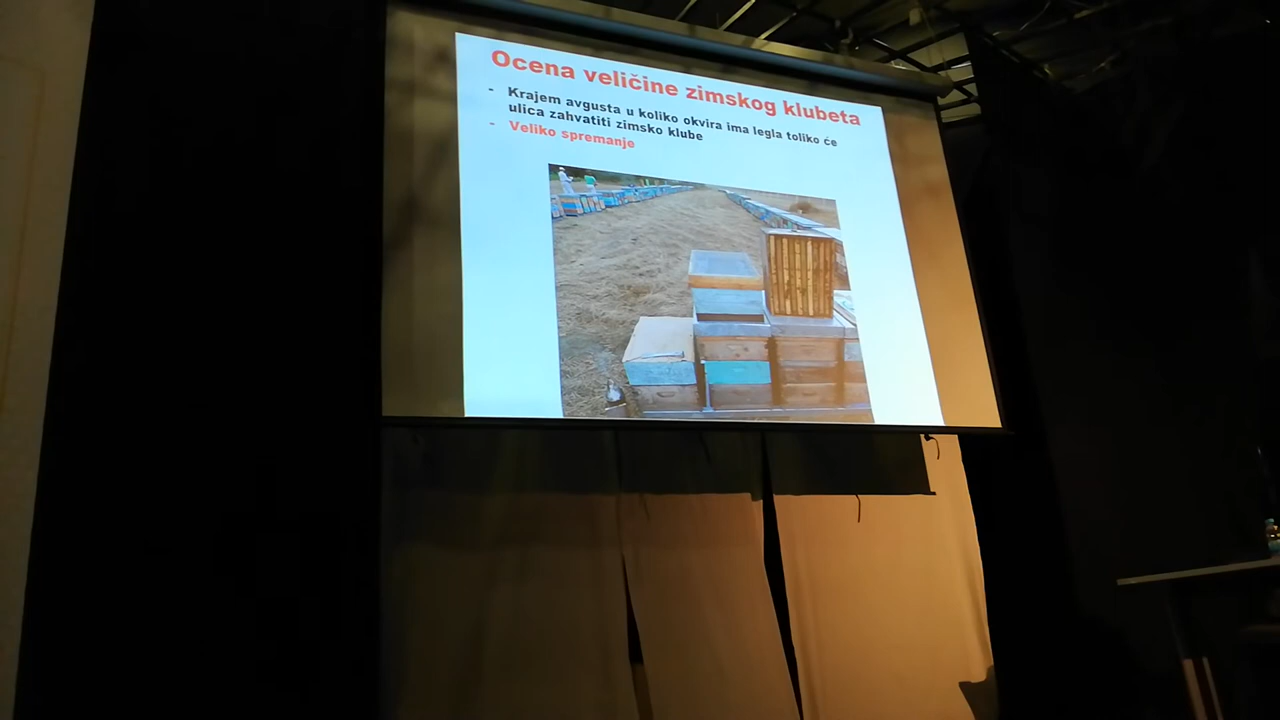 Ocena veličine zimskog klubeta
- Krajem avgusta u koliko okvira ima legla toliko će
ulica zahvatiti zimsko klube
- Veliko spremanje